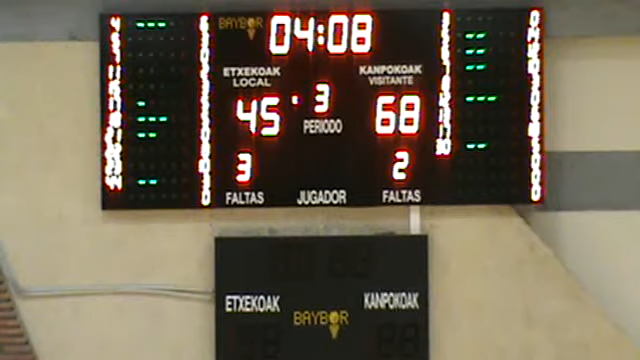 BAYBOR 04:08
ETXEKOAK KANPOKOAK
LOCAL VISITANTE
45 3 68
PERIODO
3 2
FALTAS JUGADOR FALTAS
ETXEKOAK KANPOKOAK
BAYBOR